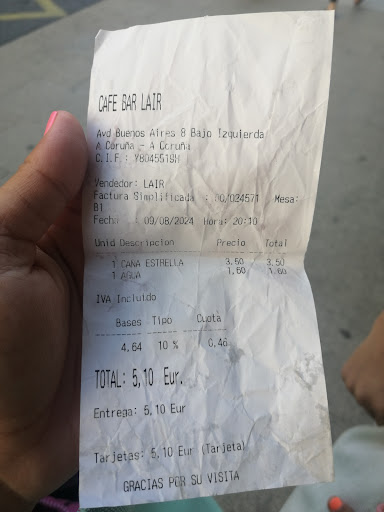 CAFE BAR LAIR
Avd Buenos Aires 8 Bajo Izquierda
A Coruña - A Coruña
C.I.F.: Y8045519H
Vendedor: LAIR
Factura Simplificada : 00/034571 Mesa:
B1
Fecha : 09/08/2024 Hora: 20:10
Unid Descripcion Precio Total
1 CANA ESTRELLA 3,50 3,50
1 AGUA 1,60 1,60
IVA Incluido
Bases Tipo Cuota
4,64 10 % 0,46
TOTAL: 5,10 Eur.
Entrega: 5,10 Eur
Tarjetas: 5,10 Eur (Tarjeta)
GRACIAS POR SU VISITA